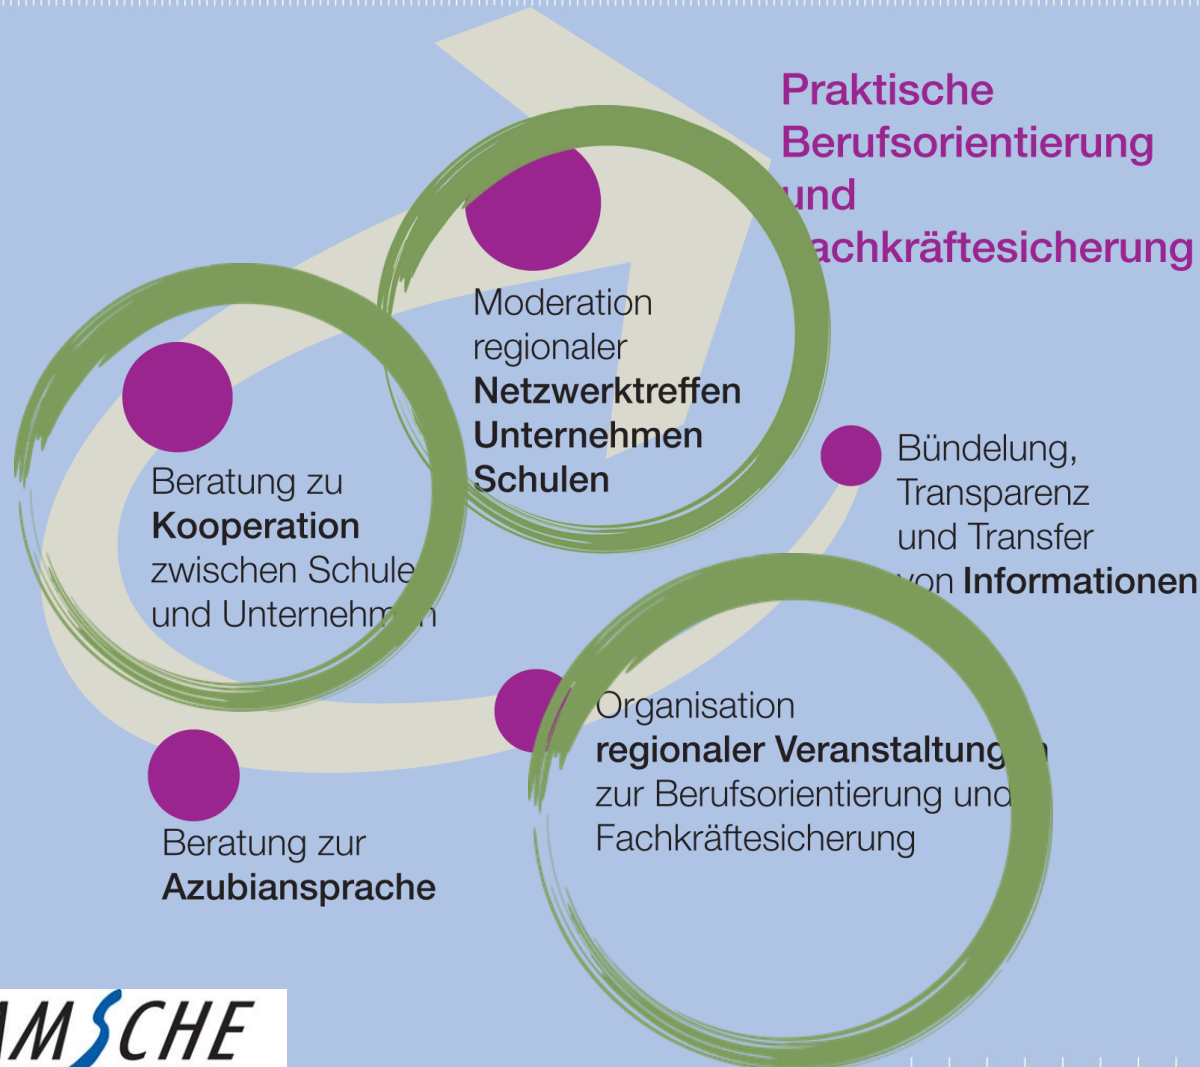 Praktische
Berufsorientierung
und
Fachkräftesicherung
Moderation
regionaler
Netzwerktreffen
Unternehmen
Schulen
Bündelung,
Transparenz
und Transfer
von Informationen
Beratung zu
Kooperation
zwischen Schule
und Unternehmen
Organisation
regionaler Veranstaltungen
zur Berufsorientierung und
Fachkräftesicherung
Beratung zur
Azubiansprache
AMSCHE